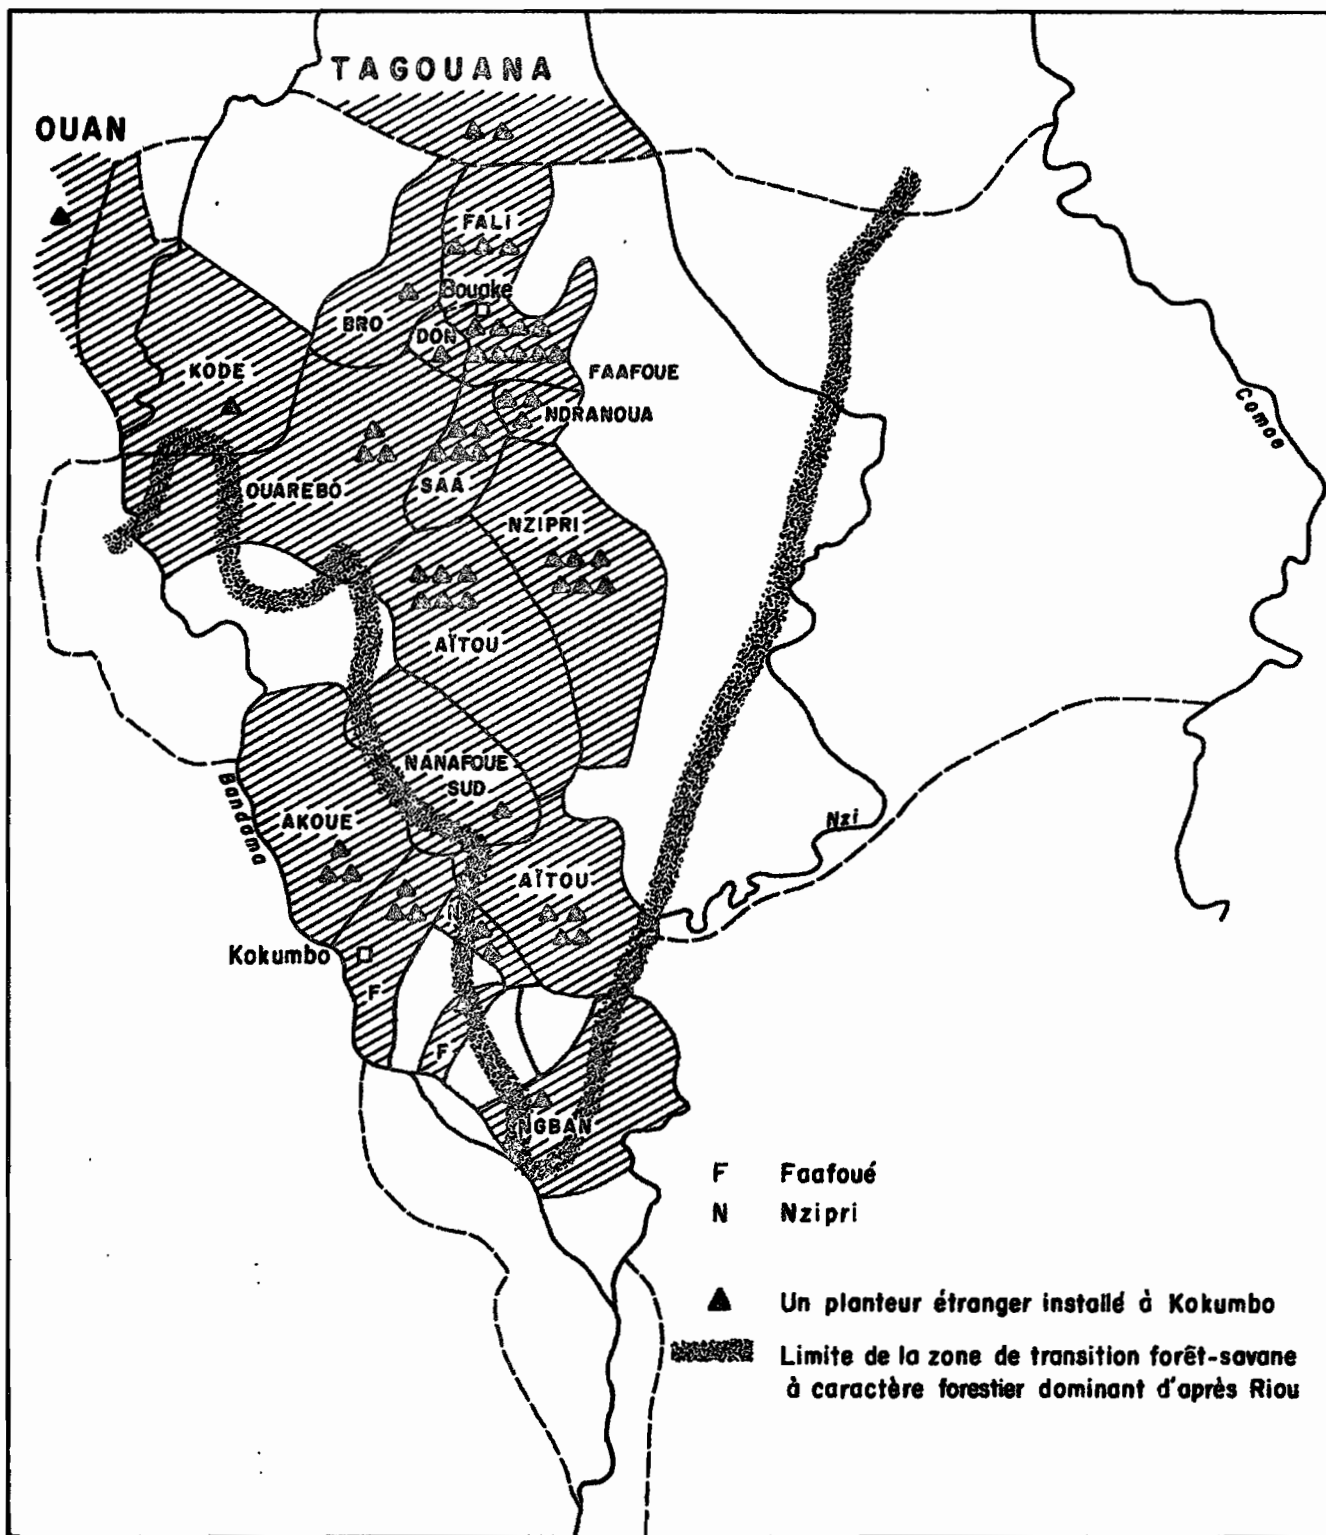 TAGOUANA
OUAN
FALI
Bouake
BRO
DON
FAAFOUE
KODE
NDRANOUA
Comoe
OUAREBO
SAA
NZIPRI
AÏTOU
NANAFOUE
SUD
Bandama
AKOUE
Nzi
AÏTOU
N
Kokumbo
F
F
NGBAN
F Faafoué
N Nzipri
Un planteur étranger installé à Kokumbo
Limite de la zone de transition forêt-savane
à caractère forestier dominant d'après Riou